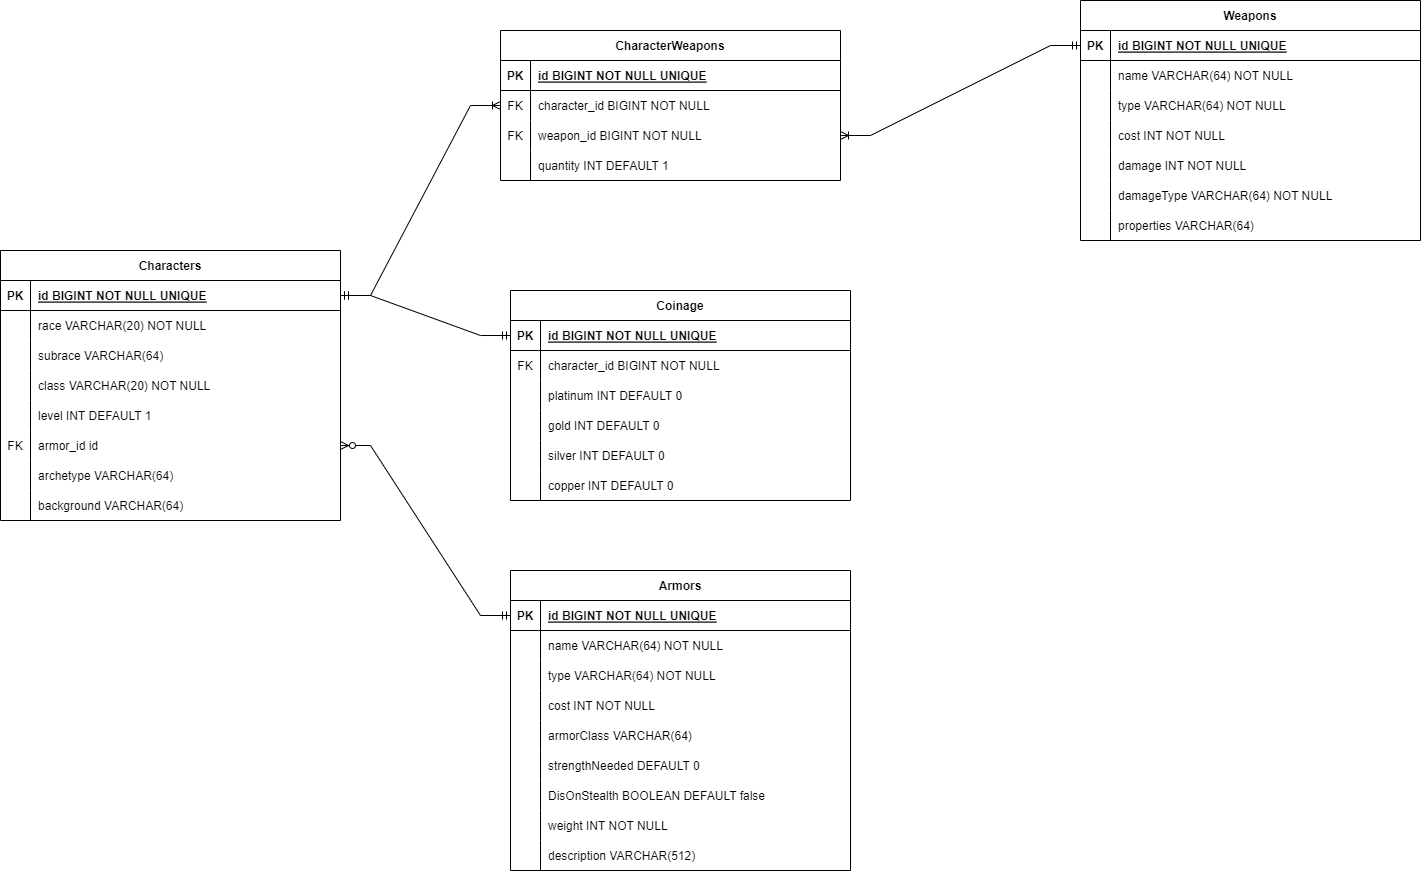 Weapons
PK id BIGINT NOT NULL UNIQUE
name VARCHAR(64) NOT NULL
type VARCHAR(64) NOT NULL
cost INT NOT NULL
damage INT NOT NULL
damageType VARCHAR(64) NOT NULL
properties VARCHAR(64)
CharacterWeapons
PK id BIGINT NOT NULL UNIQUE
FK character_id BIGINT NOT NULL
FK weapon_id BIGINT NOT NULL
quantity INT DEFAULT 1
Characters
PK id BIGINT NOT NULL UNIQUE
race VARCHAR(20) NOT NULL
subrace VARCHAR(64)
class VARCHAR(20) NOT NULL
level INT DEFAULT 1
FK armor_id id
archetype VARCHAR(64)
background VARCHAR(64)
Coinage
PK id BIGINT NOT NULL UNIQUE
FK character_id BIGINT NOT NULL
platinum INT DEFAULT 0
gold INT DEFAULT 0
silver INT DEFAULT 0
copper INT DEFAULT 0
Armors
PK id BIGINT NOT NULL UNIQUE
name VARCHAR(64) NOT NULL
type VARCHAR(64) NOT NULL
cost INT NOT NULL
armorClass VARCHAR(64)
strengthNeeded DEFAULT 0
DisOnStealth BOOLEAN DEFAULT false
weight INT NOT NULL
description VARCHAR(512)